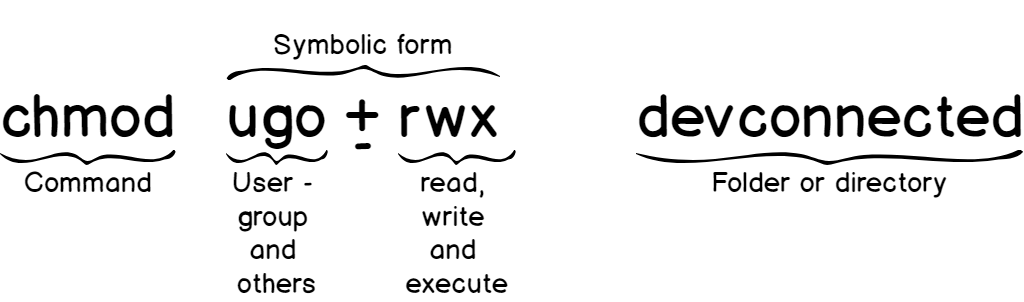 Symbolic form
chmod ugo ± rwx devconnected
Command
User -
group
and
others
read,
write
and
execute
Folder or directory